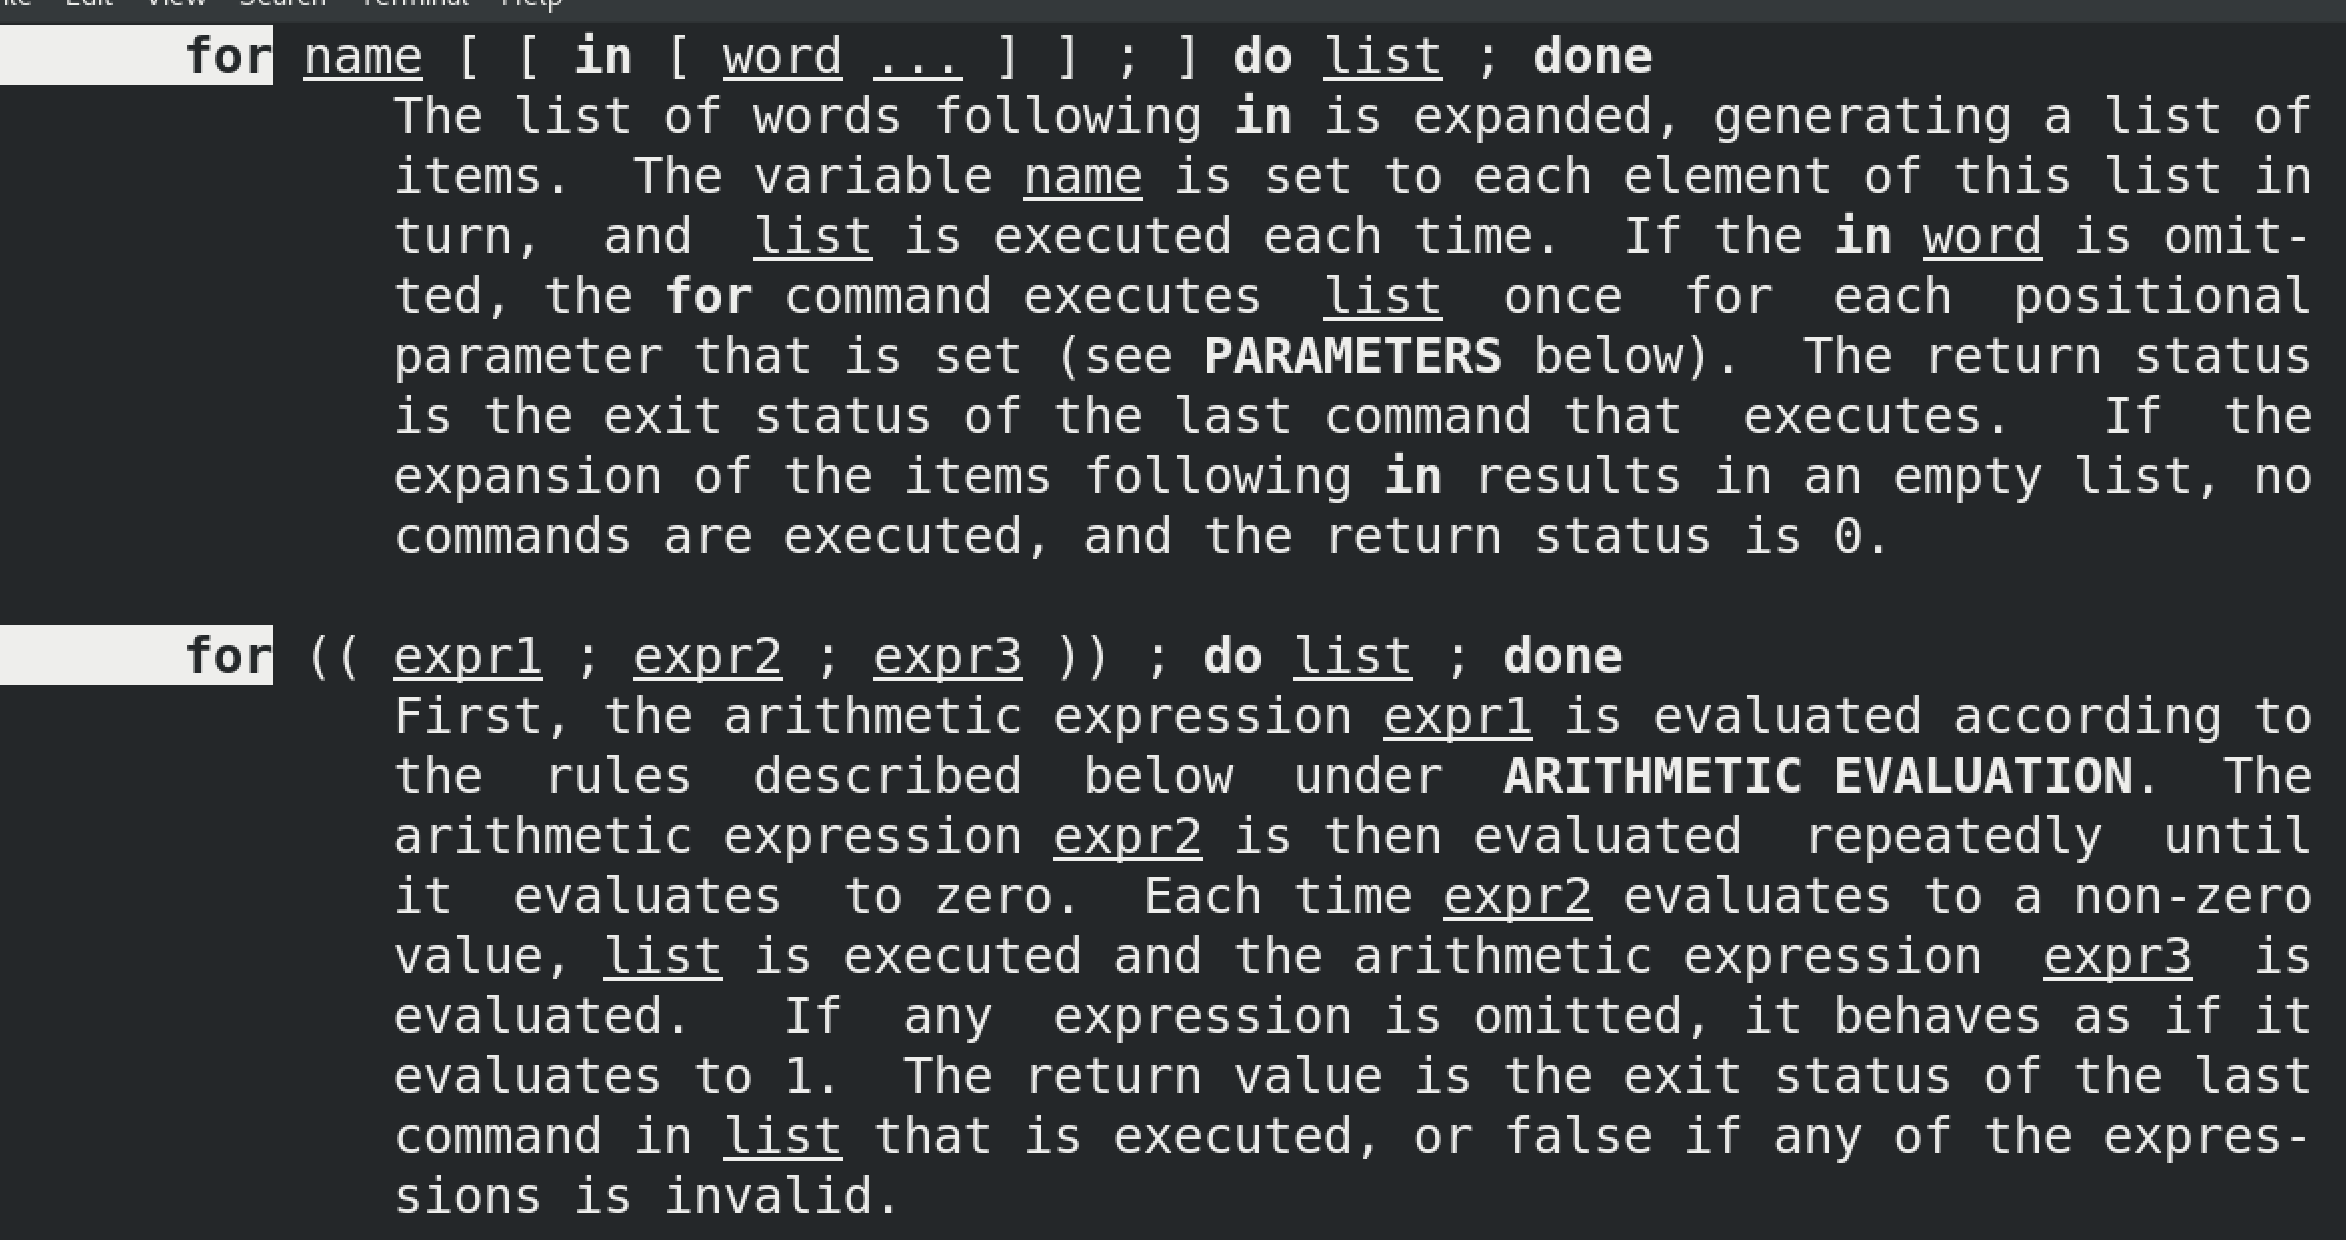 File Edit View Search Terminal Help
for name [ [ in [ word ... ] ] ; ] do list ; done
The list of words following in is expanded, generating a list of
items.  The variable name is set to each element of this list in
turn,  and  list is executed each time.  If the in word is omit-
ted, the for command executes  list  once  for  each  positional
parameter that is set (see PARAMETERS below).  The return status
is the exit status of the last command that  executes.   If  the
expansion of the items following in results in an empty list, no
commands are executed, and the return status is 0.
for (( expr1 ; expr2 ; expr3 )) ; do list ; done
First, the arithmetic expression expr1 is evaluated according to
the  rules  described  below  under  ARITHMETIC EVALUATION.  The
arithmetic expression expr2 is then evaluated  repeatedly  until
it  evaluates  to zero.  Each time expr2 evaluates to a non-zero
value, list is executed and the arithmetic expression  expr3  is
evaluated.   If  any  expression is omitted, it behaves as if it
evaluates to 1.  The return value is the exit status of the last
command in list that is executed, or false if any of the expres-
sions is invalid.